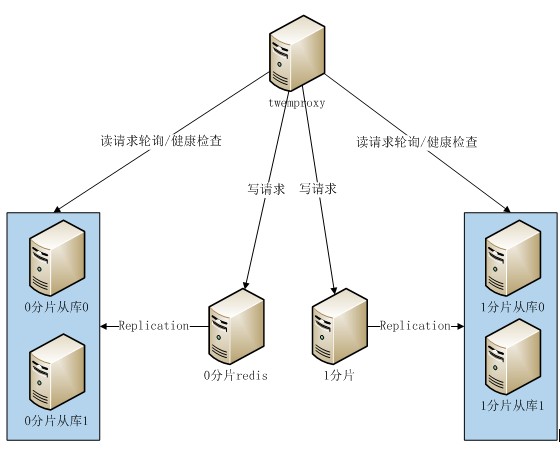 twemproxy
读请求轮询/健康检查
读请求轮询/健康检查
写请求
写请求
0分片从库0
1分片从库0
Replication
Replication
0分片redis
1分片
0分片从库1
1分片从库1